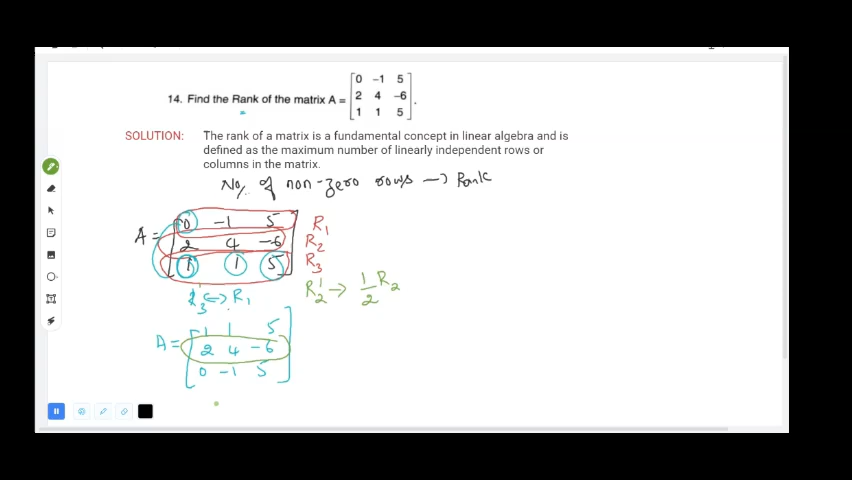 14. Find the Rank of the matrix A = [0 -1 5
2 4 -6
1 1 5].
SOLUTION: The rank of a matrix is a fundamental concept in linear algebra and is
defined as the maximum number of linearly independent rows or
columns in the matrix.
No. of non-zero rows → Rank
A = [0 -1 5] R1
[2 4 -6] R2
[1 1 5] R3
R3 ↔ R1
R2' → 1/2 R2
A = [1 1 5
2 4 -6
0 -1 5]